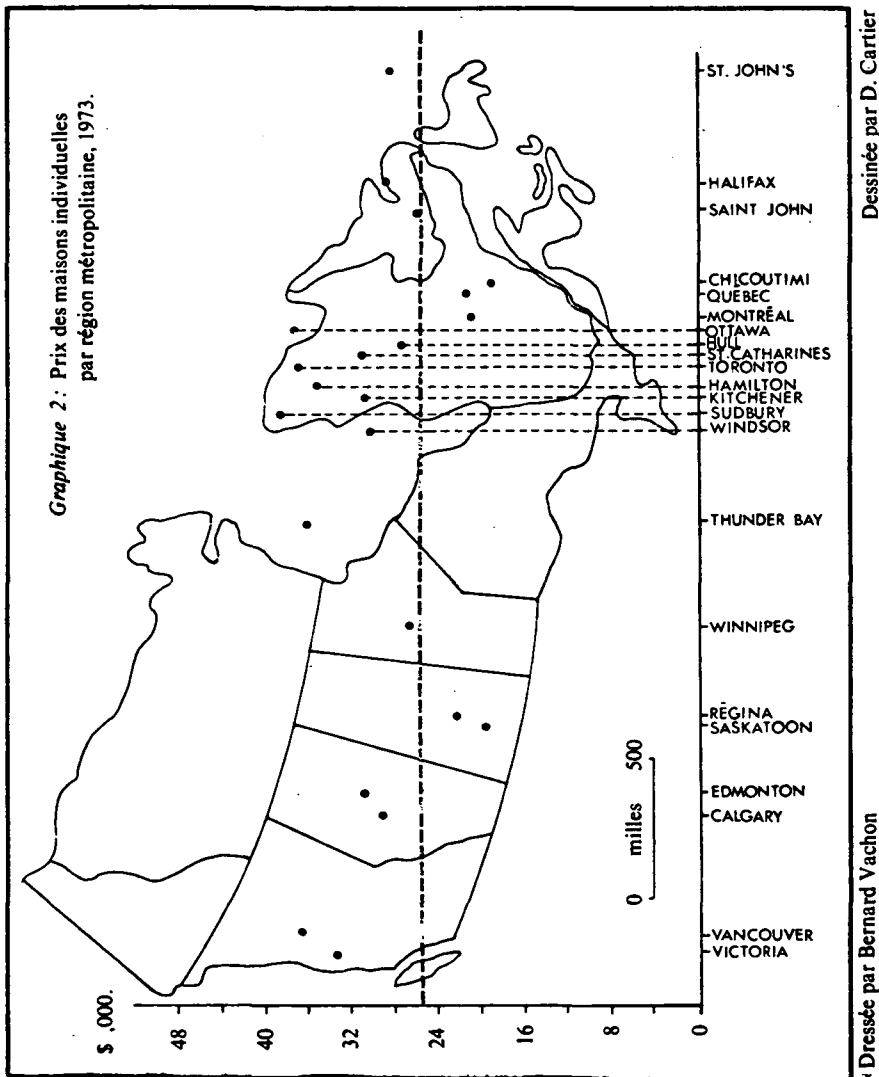 Graphique 2: Prix des maisons individuelles
par région métropolitaine, 1973.
$ ,000.
48
40
32
24
16
8
0
0 milles 500
VICTORIA
VANCOUVER
CALGARY
EDMONTON
SASKATOON
RÉGINA
WINNIPEG
THUNDER BAY
WINDSOR
SUDBURY
KITCHENER
HAMILTON
TORONTO
ST.CATHARINES
HULL
OTTAWA
MONTRÉAL
QUÉBEC
CHICOUTIMI
SAINT JOHN
HALIFAX
ST. JOHN'S
Dressée par Bernard Vachon
Dessinée par D. Cartier